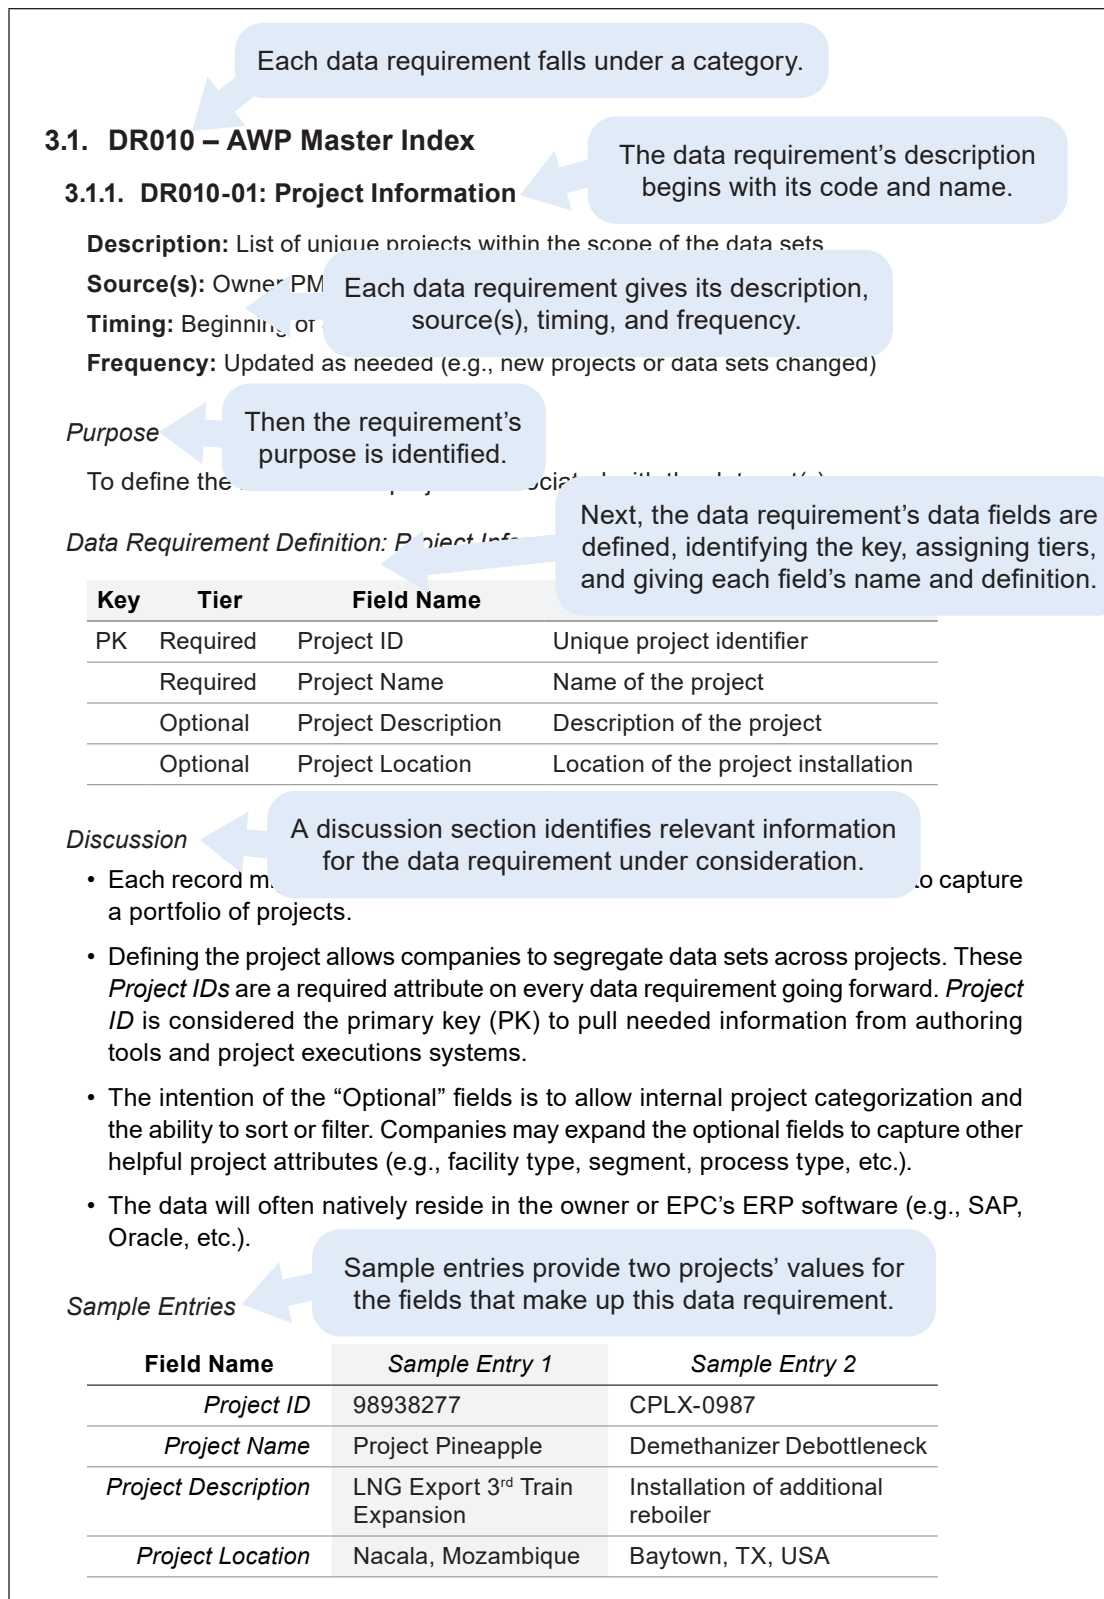 Each data requirement falls under a category.
3.1. DR010 – AWP Master Index
The data requirement’s description
begins with its code and name.
3.1.1. DR010-01: Project Information
Description: List of unique projects within the scope of the data sets
Source(s): Owner PM
Each data requirement gives its description,
source(s), timing, and frequency.
Timing: Beginning of
Frequency: Updated as needed (e.g., new projects or data sets changed)
Then the requirement’s
purpose is identified.
Purpose
To define the
Next, the data requirement’s data fields are
defined, identifying the key, assigning tiers,
and giving each field’s name and definition.
Data Requirement Definition: Project
Key Tier Field Name
PK Required Project ID Unique project identifier
Required Project Name Name of the project
Optional Project Description Description of the project
Optional Project Location Location of the project installation
A discussion section identifies relevant information
for the data requirement under consideration.
Discussion
• Each record to capture
a portfolio of projects.
• Defining the project allows companies to segregate data sets across projects. These
Project IDs are a required attribute on every data requirement going forward. Project
ID is considered the primary key (PK) to pull needed information from authoring
tools and project executions systems.
• The intention of the “Optional” fields is to allow internal project categorization and
the ability to sort or filter. Companies may expand the optional fields to capture other
helpful project attributes (e.g., facility type, segment, process type, etc.).
• The data will often natively reside in the owner or EPC’s ERP software (e.g., SAP,
Oracle, etc.).
Sample entries provide two projects’ values for
the fields that make up this data requirement.
Sample Entries
Field Name Sample Entry 1 Sample Entry 2
Project ID 98938277 CPLX-0987
Project Name Project Pineapple Demethanizer Debottleneck
Project Description LNG Export 3rd Train Installation of additional
Expansion reboiler
Project Location Nacala, Mozambique Baytown, TX, USA